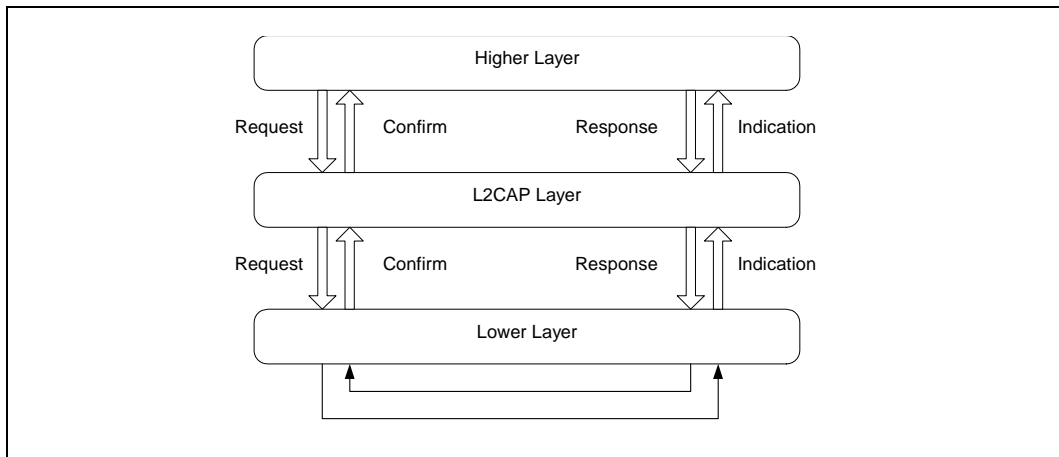 Higher Layer
Request Confirm Response Indication
L2CAP Layer
Request Confirm Response Indication
Lower Layer